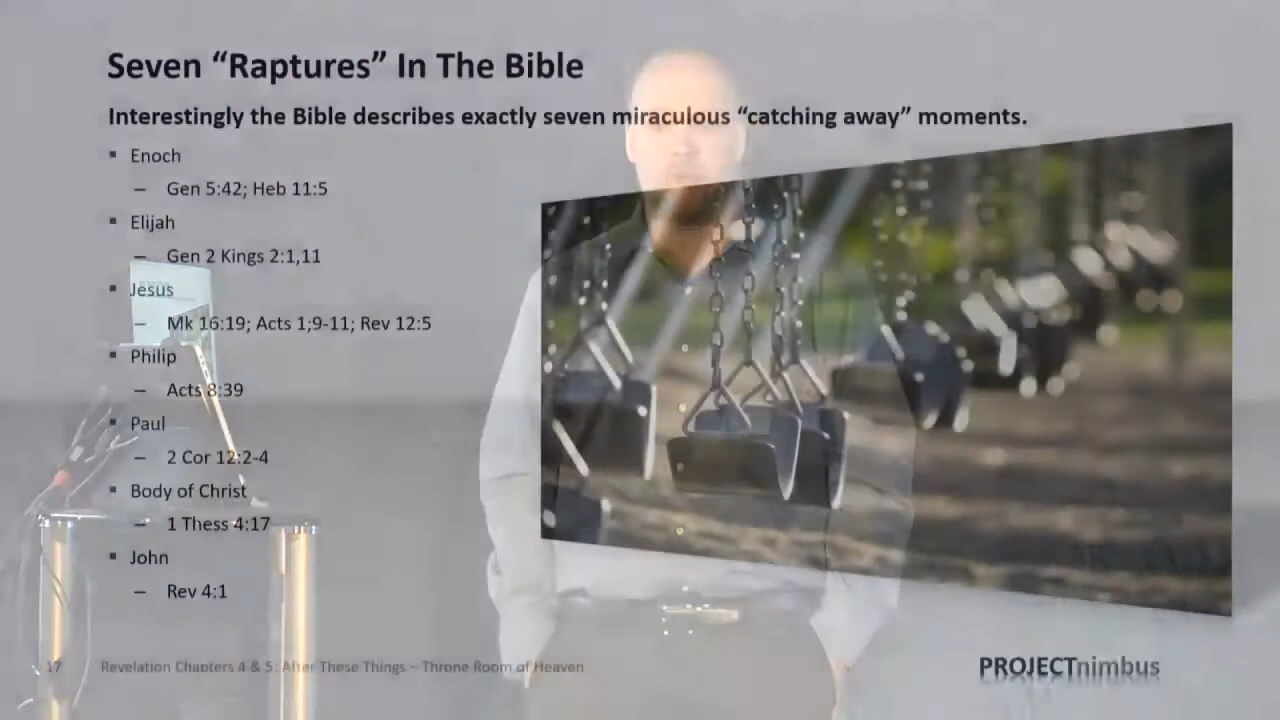 Seven “Raptures” In The Bible
Interestingly the Bible describes exactly seven miraculous “catching away” moments.
▪ Enoch
– Gen 5:42; Heb 11:5
▪ Elijah
– Gen 2 Kings 2:1,11
▪ Jesus
– Mk 16:19; Acts 1;9-11; Rev 12:5
▪ Philip
– Acts 8:39
▪ Paul
– 2 Cor 12:2-4
▪ Body of Christ
– 1 Thess 4:17
▪ John
– Rev 4:1
17 Revelation Chapters 4 & 5: After These Things – Throne Room of Heaven
PROJECTnimbus